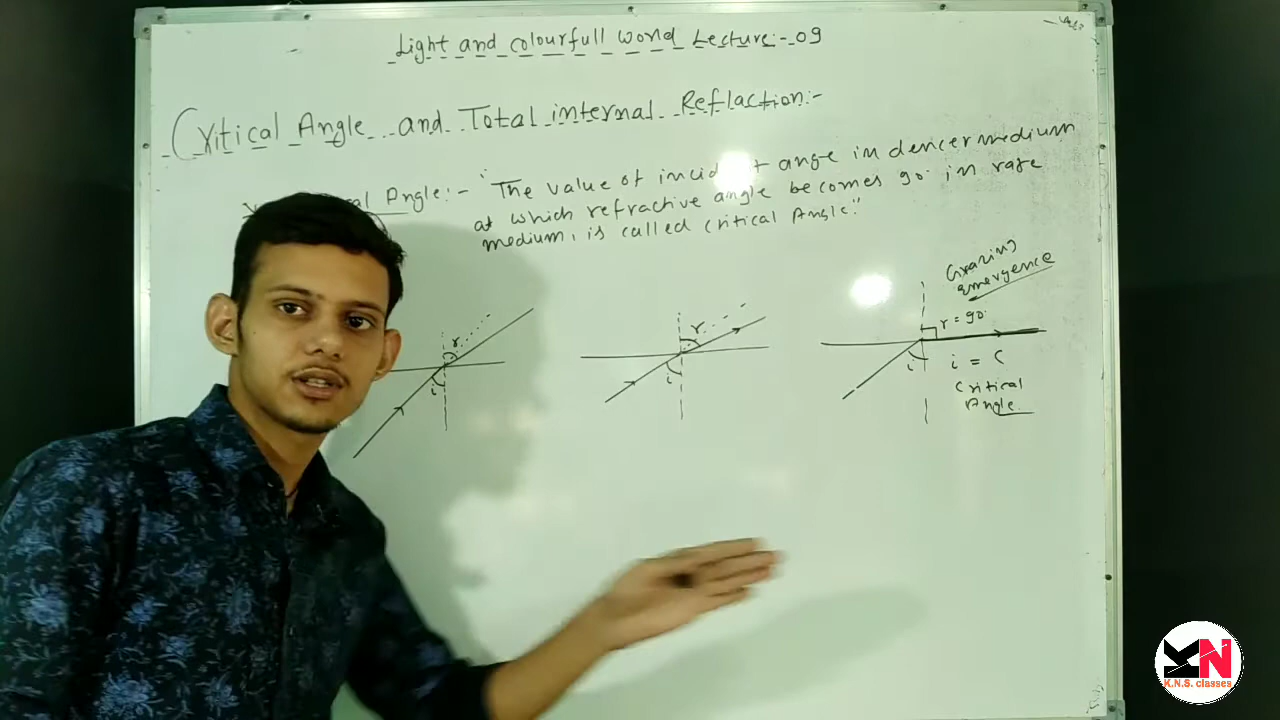 Light and colourfull world Lecture:-09
Critical Angle and Total internal Reflaction:-
Angle:- "The value of incident ange in dencer medium
at which refractive angle becomes 90° in rare
medium, is called critical Angle."
Grazing
emergence
r
i
r
i
r = 90°
i
i = C
Critical
Angle
K.N.S. classes